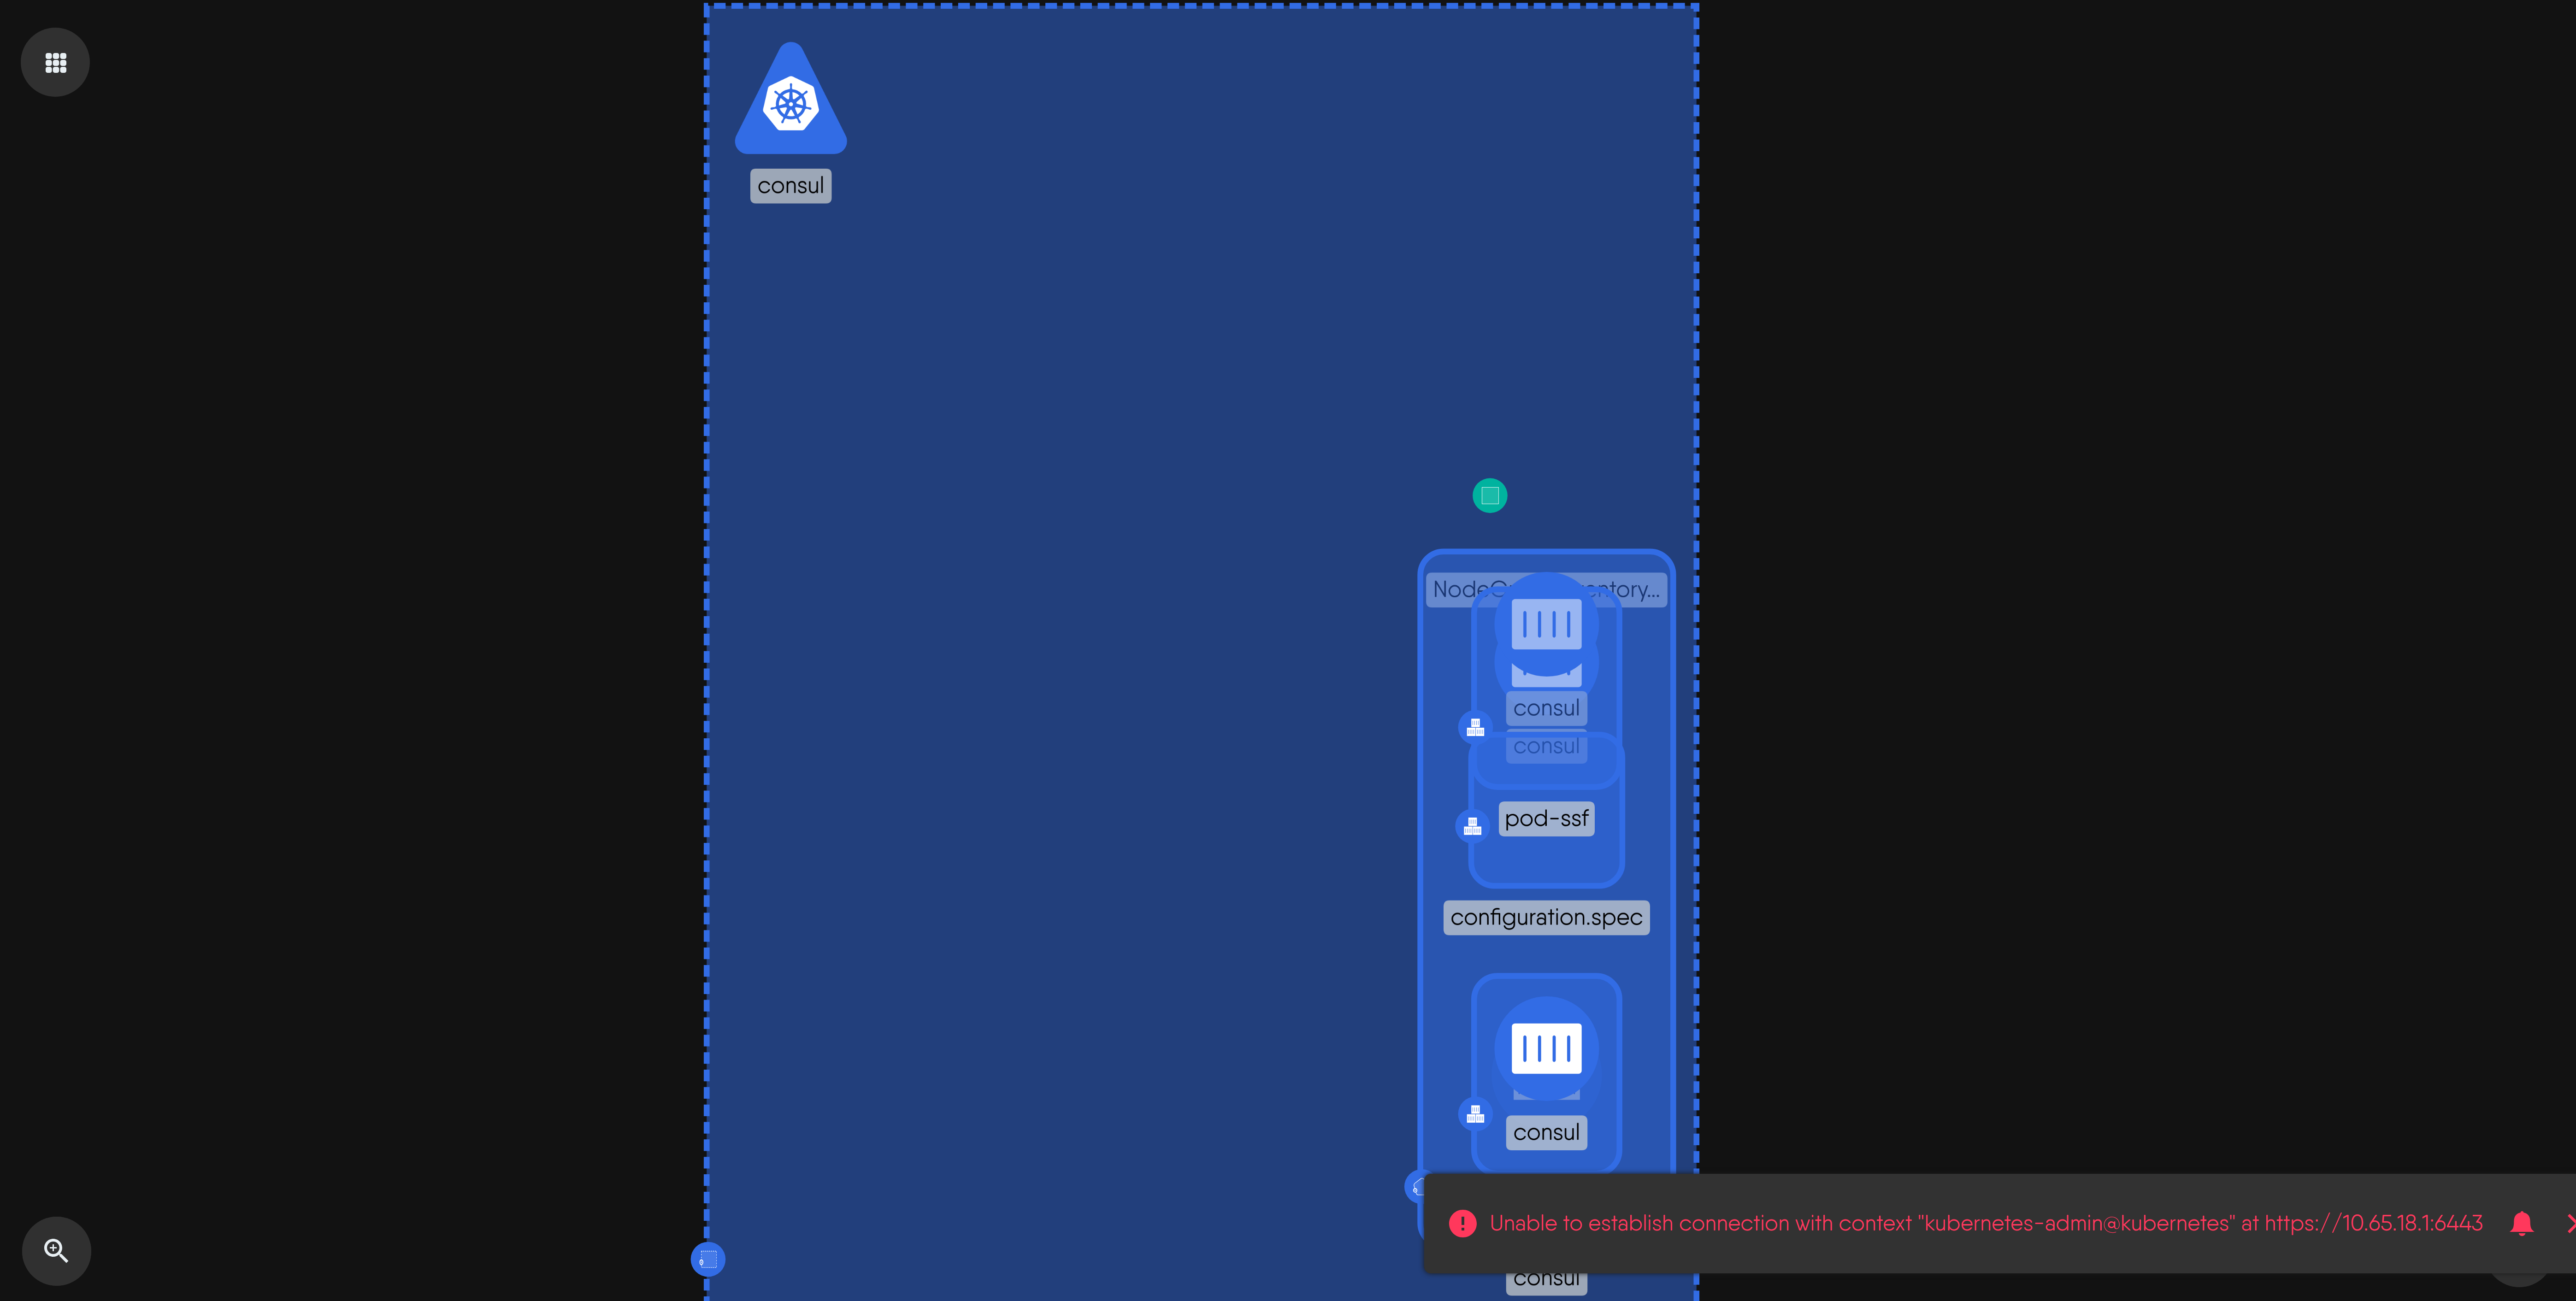 consul
consul
consul
pod-ssf
configuration.spec
consul
Unable to establish connection with context "kubernetes-admin@kubernetes" at https://10.65.18.1:6443
consul